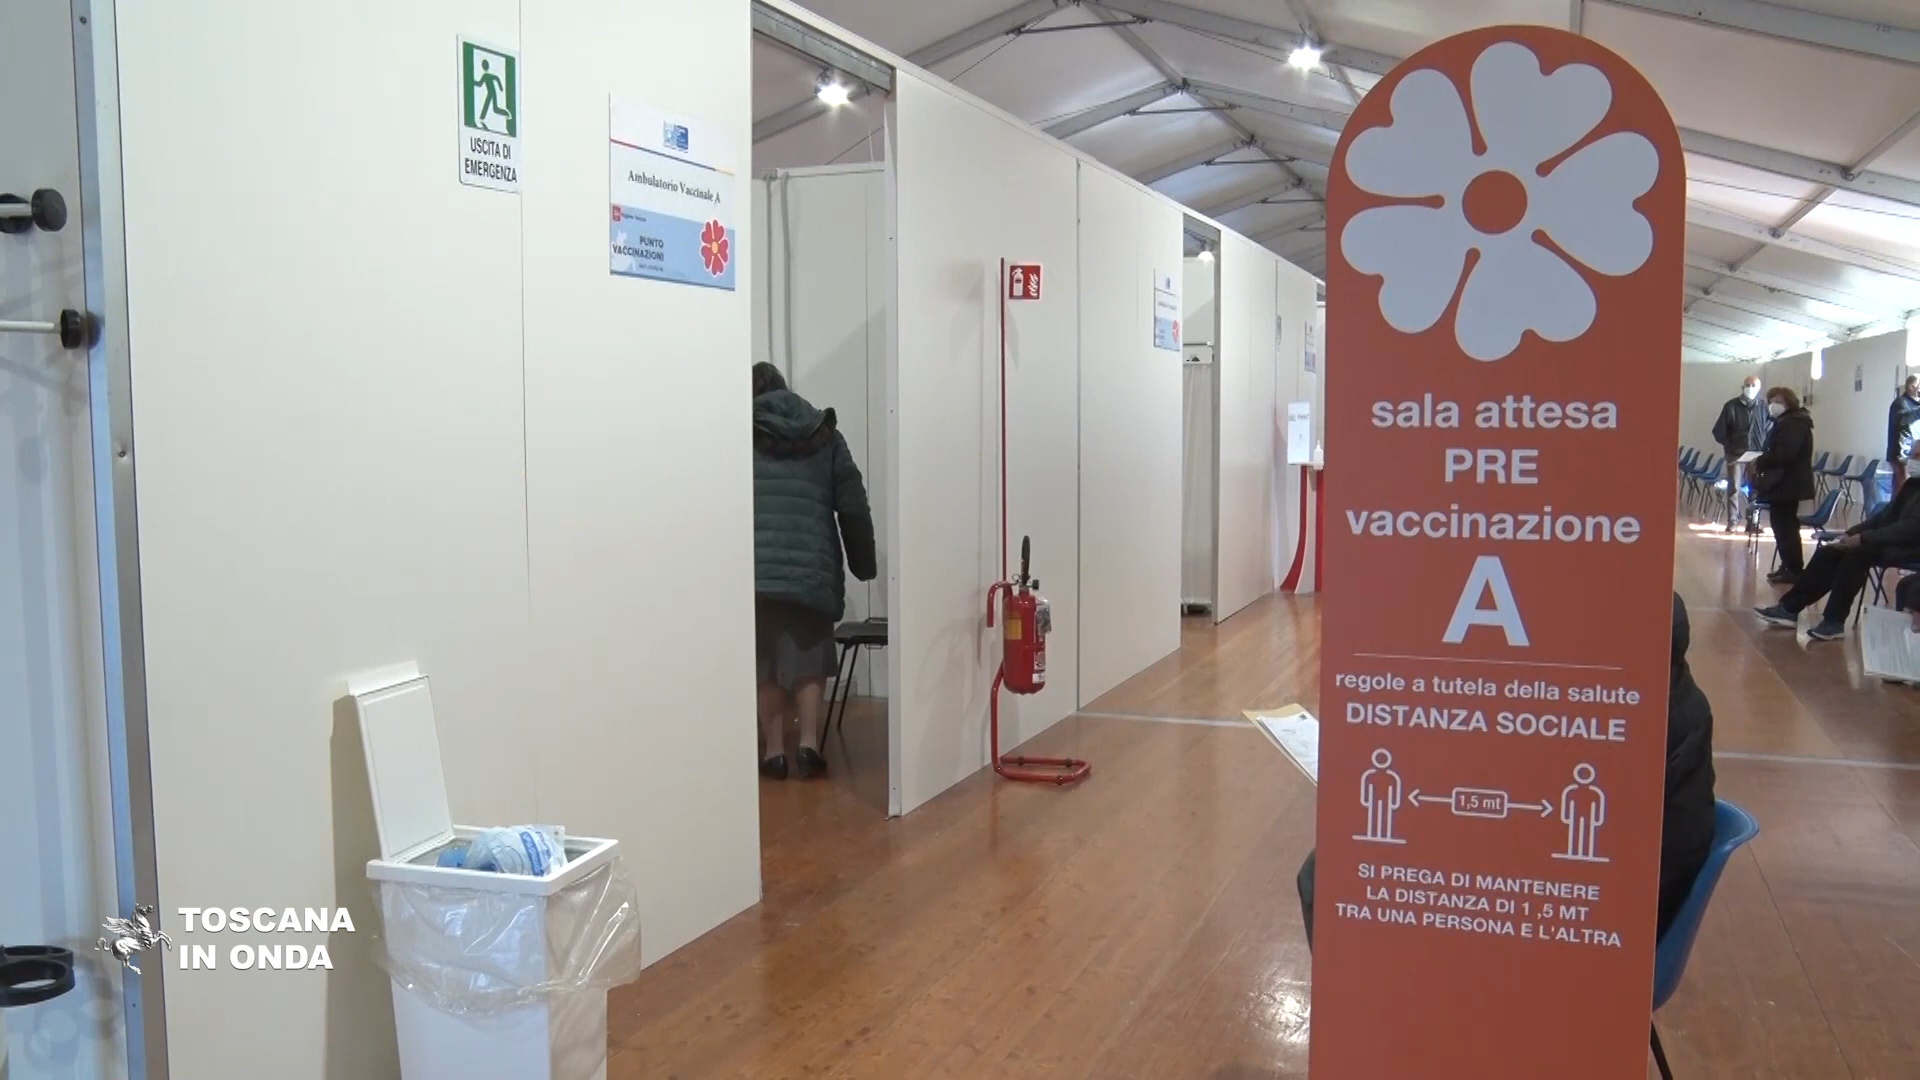 USCITA DI
EMERGENZA
Ambulatorio Vaccinale A
PUNTO
VACCINAZIONI
sala attesa
PRE
vaccinazione
A
regole a tutela della salute
DISTANZA SOCIALE
1,5 mt
SI PREGA DI MANTENERE
LA DISTANZA DI 1 ,5 MT
TRA UNA PERSONA E L'ALTRA
TOSCANA
IN ONDA